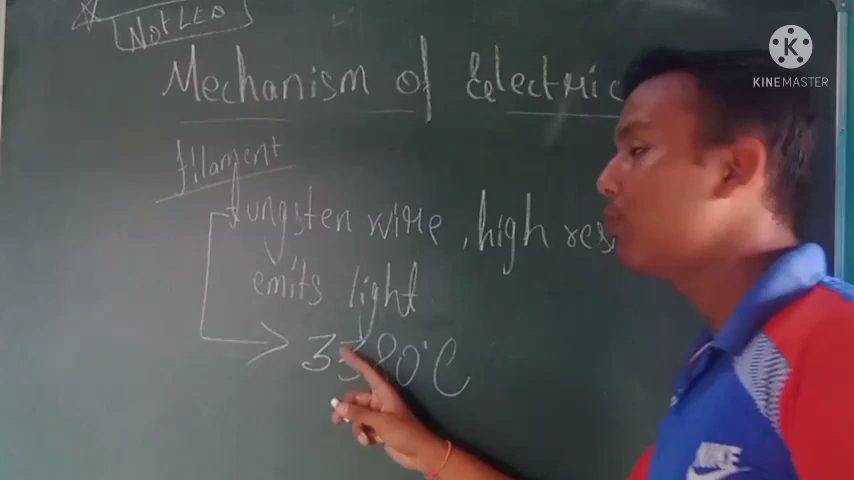 Not LED
Mechanism of Electric
filament
tungsten wire, high res
emits light
3380°C
KINEMASTER